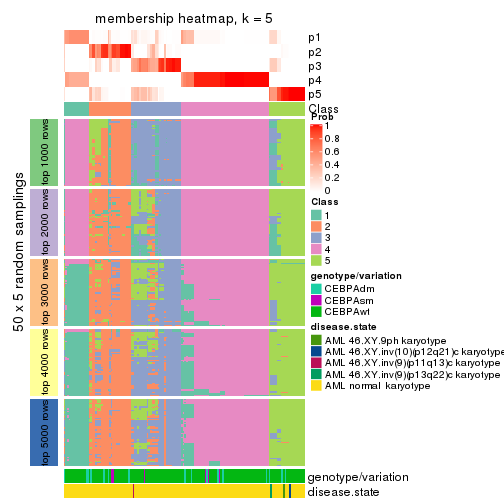 membership heatmap, k = 5
p1
p2
p3
p4
p5
Class
50 x 5 random samplings
top 1000 rows
top 2000 rows
top 3000 rows
top 4000 rows
top 5000 rows
genotype/variation
disease.state
Prob
1
0.8
0.6
0.4
0.2
0
Class
1
2
3
4
5
genotype/variation
CEBPAdm
CEBPAsm
CEBPAwt
disease.state
AML 46.XY.9ph karyotype
AML 46.XY.inv(10)(p12q21)c karyotype
AML 46.XY.inv(9)(p11q13)c karyotype
AML 46.XY.inv(9)(p13q22)c karyotype
AML normal karyotype